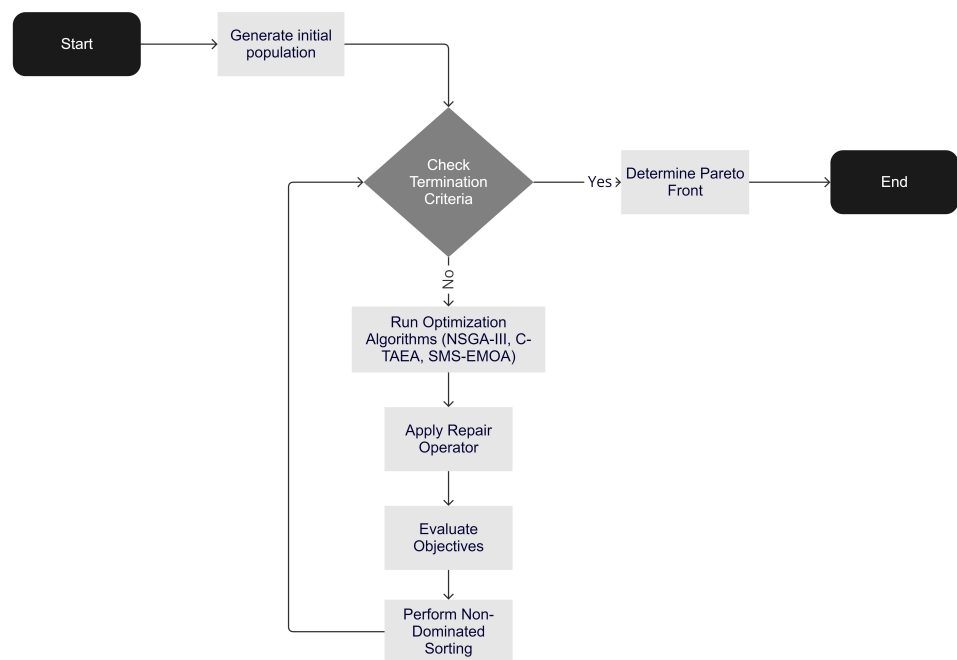 Start
Generate initial
population
Check
Termination
Criteria
Yes
Determine Pareto
Front
End
No
Run Optimization
Algorithms (NSGA-III, C-
TAEA, SMS-EMOA)
Apply Repair
Operator
Evaluate
Objectives
Perform Non-
Dominated
Sorting